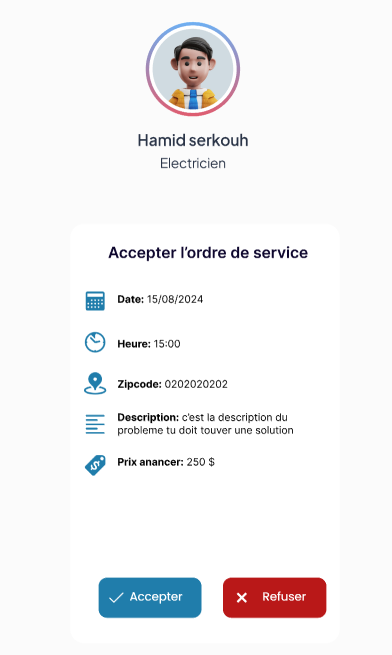 Hamid serkouh
Electricien
Accepter l'ordre de service
Date: 15/08/2024
Heure: 15:00
Zipcode: 0202020202
Description: c'est la description du
probleme tu doit touver une solution
Prix anancer: 250 $
Accepter
Refuser